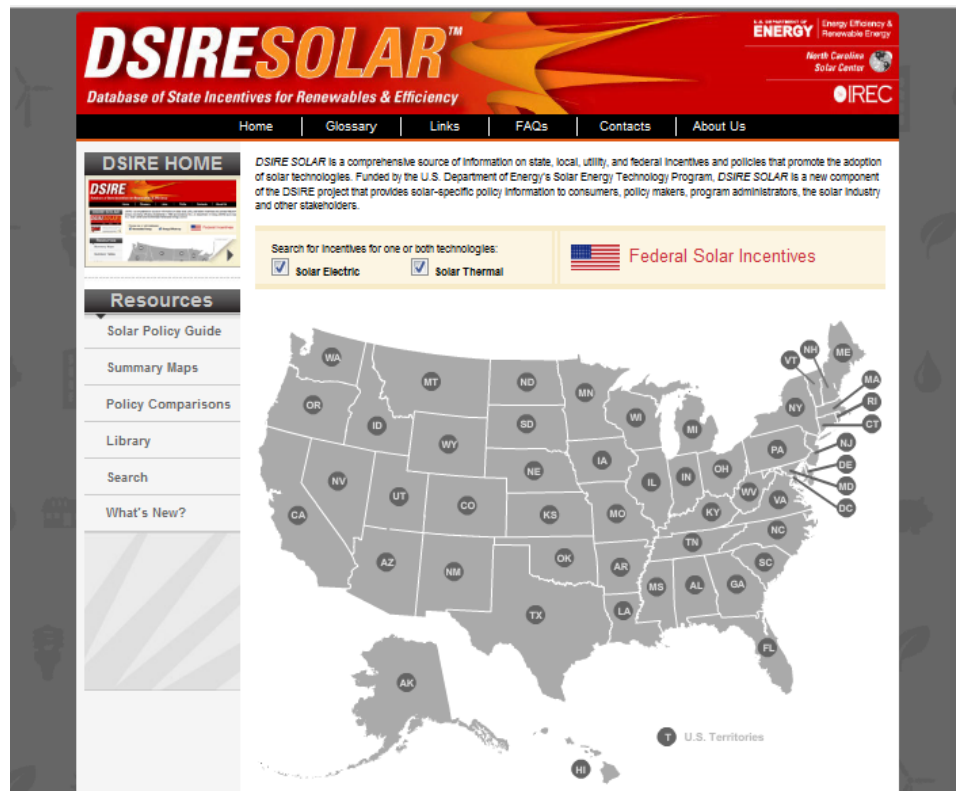 DSIRESOLAR™
Database of State Incentives for Renewables & Efficiency
U.S. DEPARTMENT OF
ENERGY
Energy Efficiency &
Renewable Energy
North Carolina
Solar Center
IREC
Home
Glossary
Links
FAQs
Contacts
About Us
DSIRE HOME
DSIRE
DSIRE SOLAR is a comprehensive source of information on state, local, utility, and federal incentives and policies that promote the adoption
of solar technologies. Funded by the U.S. Department of Energy's Solar Energy Technology Program, DSIRE SOLAR is a new component
of the DSIRE project that provides solar-specific policy information to consumers, policy makers, program administrators, the solar industry
and other stakeholders.
Search for incentives for one or both technologies:
Solar Electric
Solar Thermal
Federal Solar Incentives
Resources
Solar Policy Guide
Summary Maps
Policy Comparisons
Library
Search
What's New?
WA
MT
ND
MN
VT
NH
ME
MA
RI
CT
OR
ID
SD
WI
MI
NY
WY
NE
IA
PA
NJ
DE
MD
DC
NV
UT
CO
KS
IL
IN
OH
WV
VA
CA
MO
KY
NC
AZ
NM
OK
AR
TN
SC
TX
LA
MS
AL
GA
FL
AK
HI
T
U.S. Territories